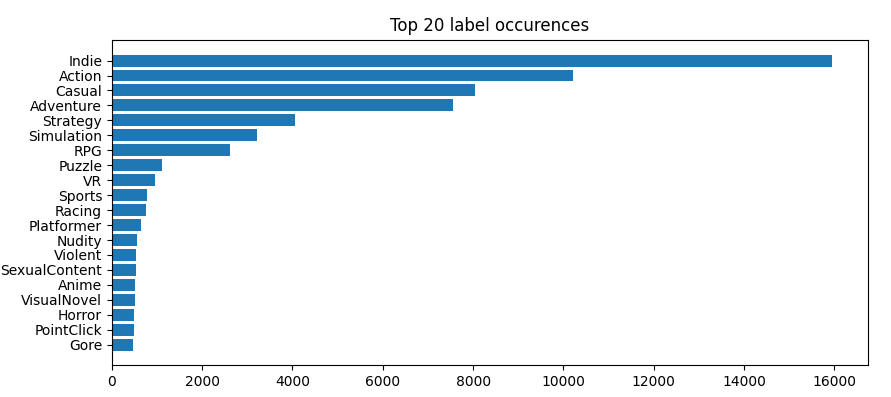 Top 20 label occurences
Indie
Action
Casual
Adventure
Strategy
Simulation
RPG
Puzzle
VR
Sports
Racing
Platformer
Nudity
Violent
SexualContent
Anime
VisualNovel
Horror
PointClick
Gore
0 2000 4000 6000 8000 10000 12000 14000 16000